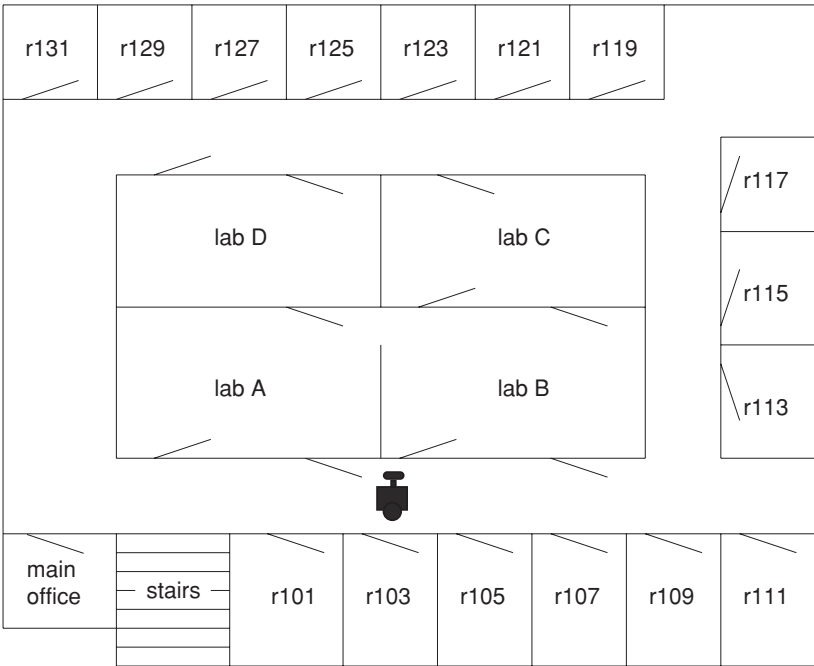 r131 r129 r127 r125 r123 r121 r119
r117
lab D lab C
r115
lab A lab B
r113
main
office
stairs
r101 r103 r105 r107 r109 r111